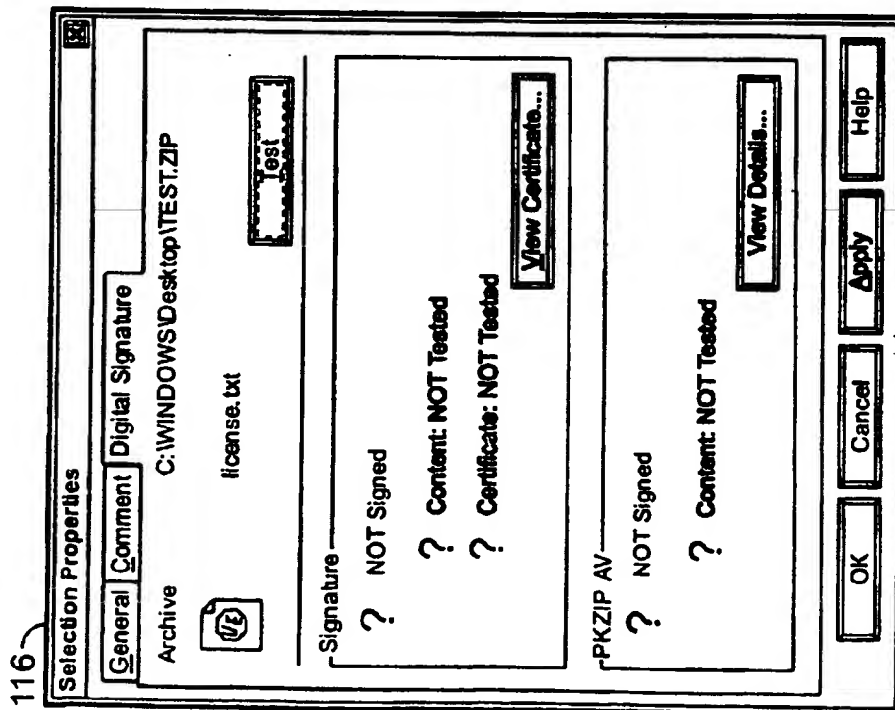 116
Selection Properties
General Comment Digital Signature
Archive C:\WINDOWS\Desktop\TEST.ZIP
license.txt
Test
Signature
? NOT Signed
? Content: NOT Tested
? Certificate: NOT Tested
View Certificate...
PKZIP AV
? NOT Signed
? Content: NOT Tested
View Details...
OK Cancel Apply Help